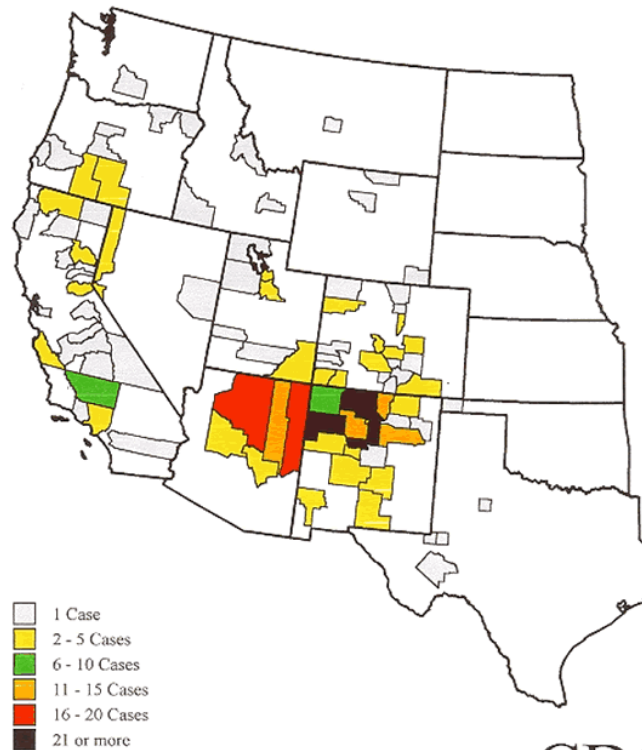 1 Case
2 - 5 Cases
6 - 10 Cases
11 - 15 Cases
16 - 20 Cases
21 or more